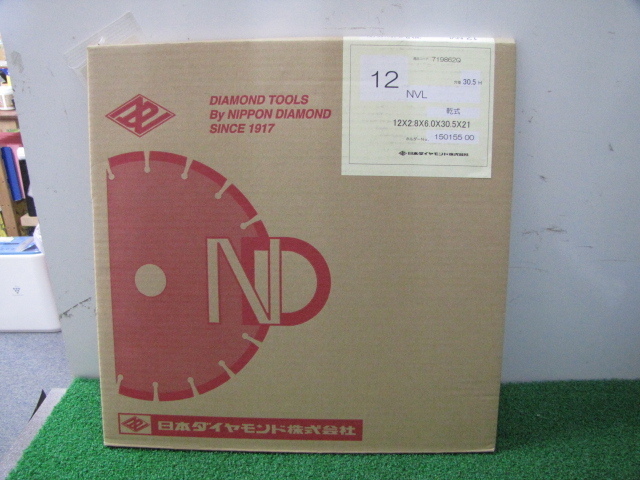 DIAMOND TOOLS
By NIPPON DIAMOND
SINCE 1917
719862Q
12
30.5 M
NVL
乾式
12X2.8X6.0X30.5X21
150155 00
日本ダイヤモンド株式会社
ND
日本ダイヤモンド株式会社